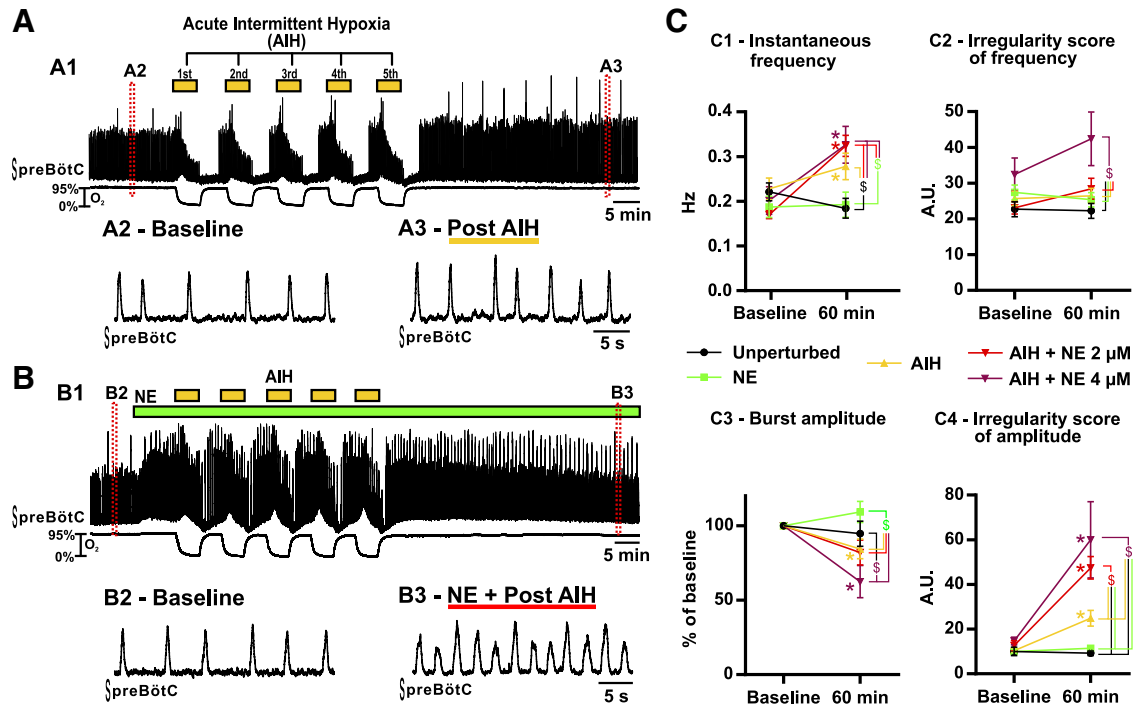 A
Acute Intermittent Hypoxia
(AIH)
A1
A2
1st
2nd
3rd
4th
5th
A3
∫preBötC
95%
0%
O2
5 min
A2 - Baseline
A3 - Post AIH
∫preBötC
∫preBötC
5 s
B
B1
B2
NE
AIH
B3
∫preBötC
95%
0%
O2
5 min
B2 - Baseline
B3 - NE + Post AIH
∫preBötC
∫preBötC
5 s
C
C1 - Instantaneous
frequency
Hz
0.4
0.3
0.2
0.1
0.0
*
*
*
$
$
Baseline
60 min
C2 - Irregularity score
of frequency
A.U.
50
40
30
20
10
0
$
Baseline
60 min
Unperturbed
NE
AIH
AIH + NE 2 µM
AIH + NE 4 µM
C3 - Burst amplitude
% of baseline
100
50
0
*
*
$
$
Baseline
60 min
C4 - Irregularity score
of amplitude
A.U.
80
60
40
20
0
*
*
*
$
$
Baseline
60 min